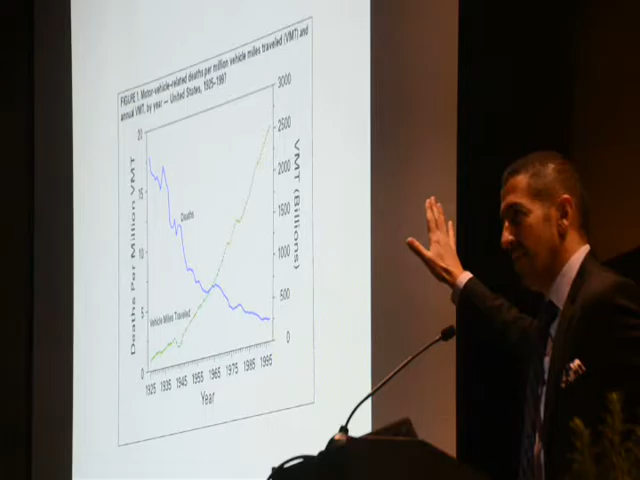 FIGURE 1. Motor-vehicle-related deaths per million vehicle miles traveled (VMT) and
annual VMT, by year — United States, 1925–1997
20
15
10
5
0
Deaths Per Million VMT
3000
2500
2000
1500
1000
500
0
VMT (Billions)
Deaths
Vehicle Miles Traveled
1925 1935 1945 1955 1965 1975 1985 1995
Year